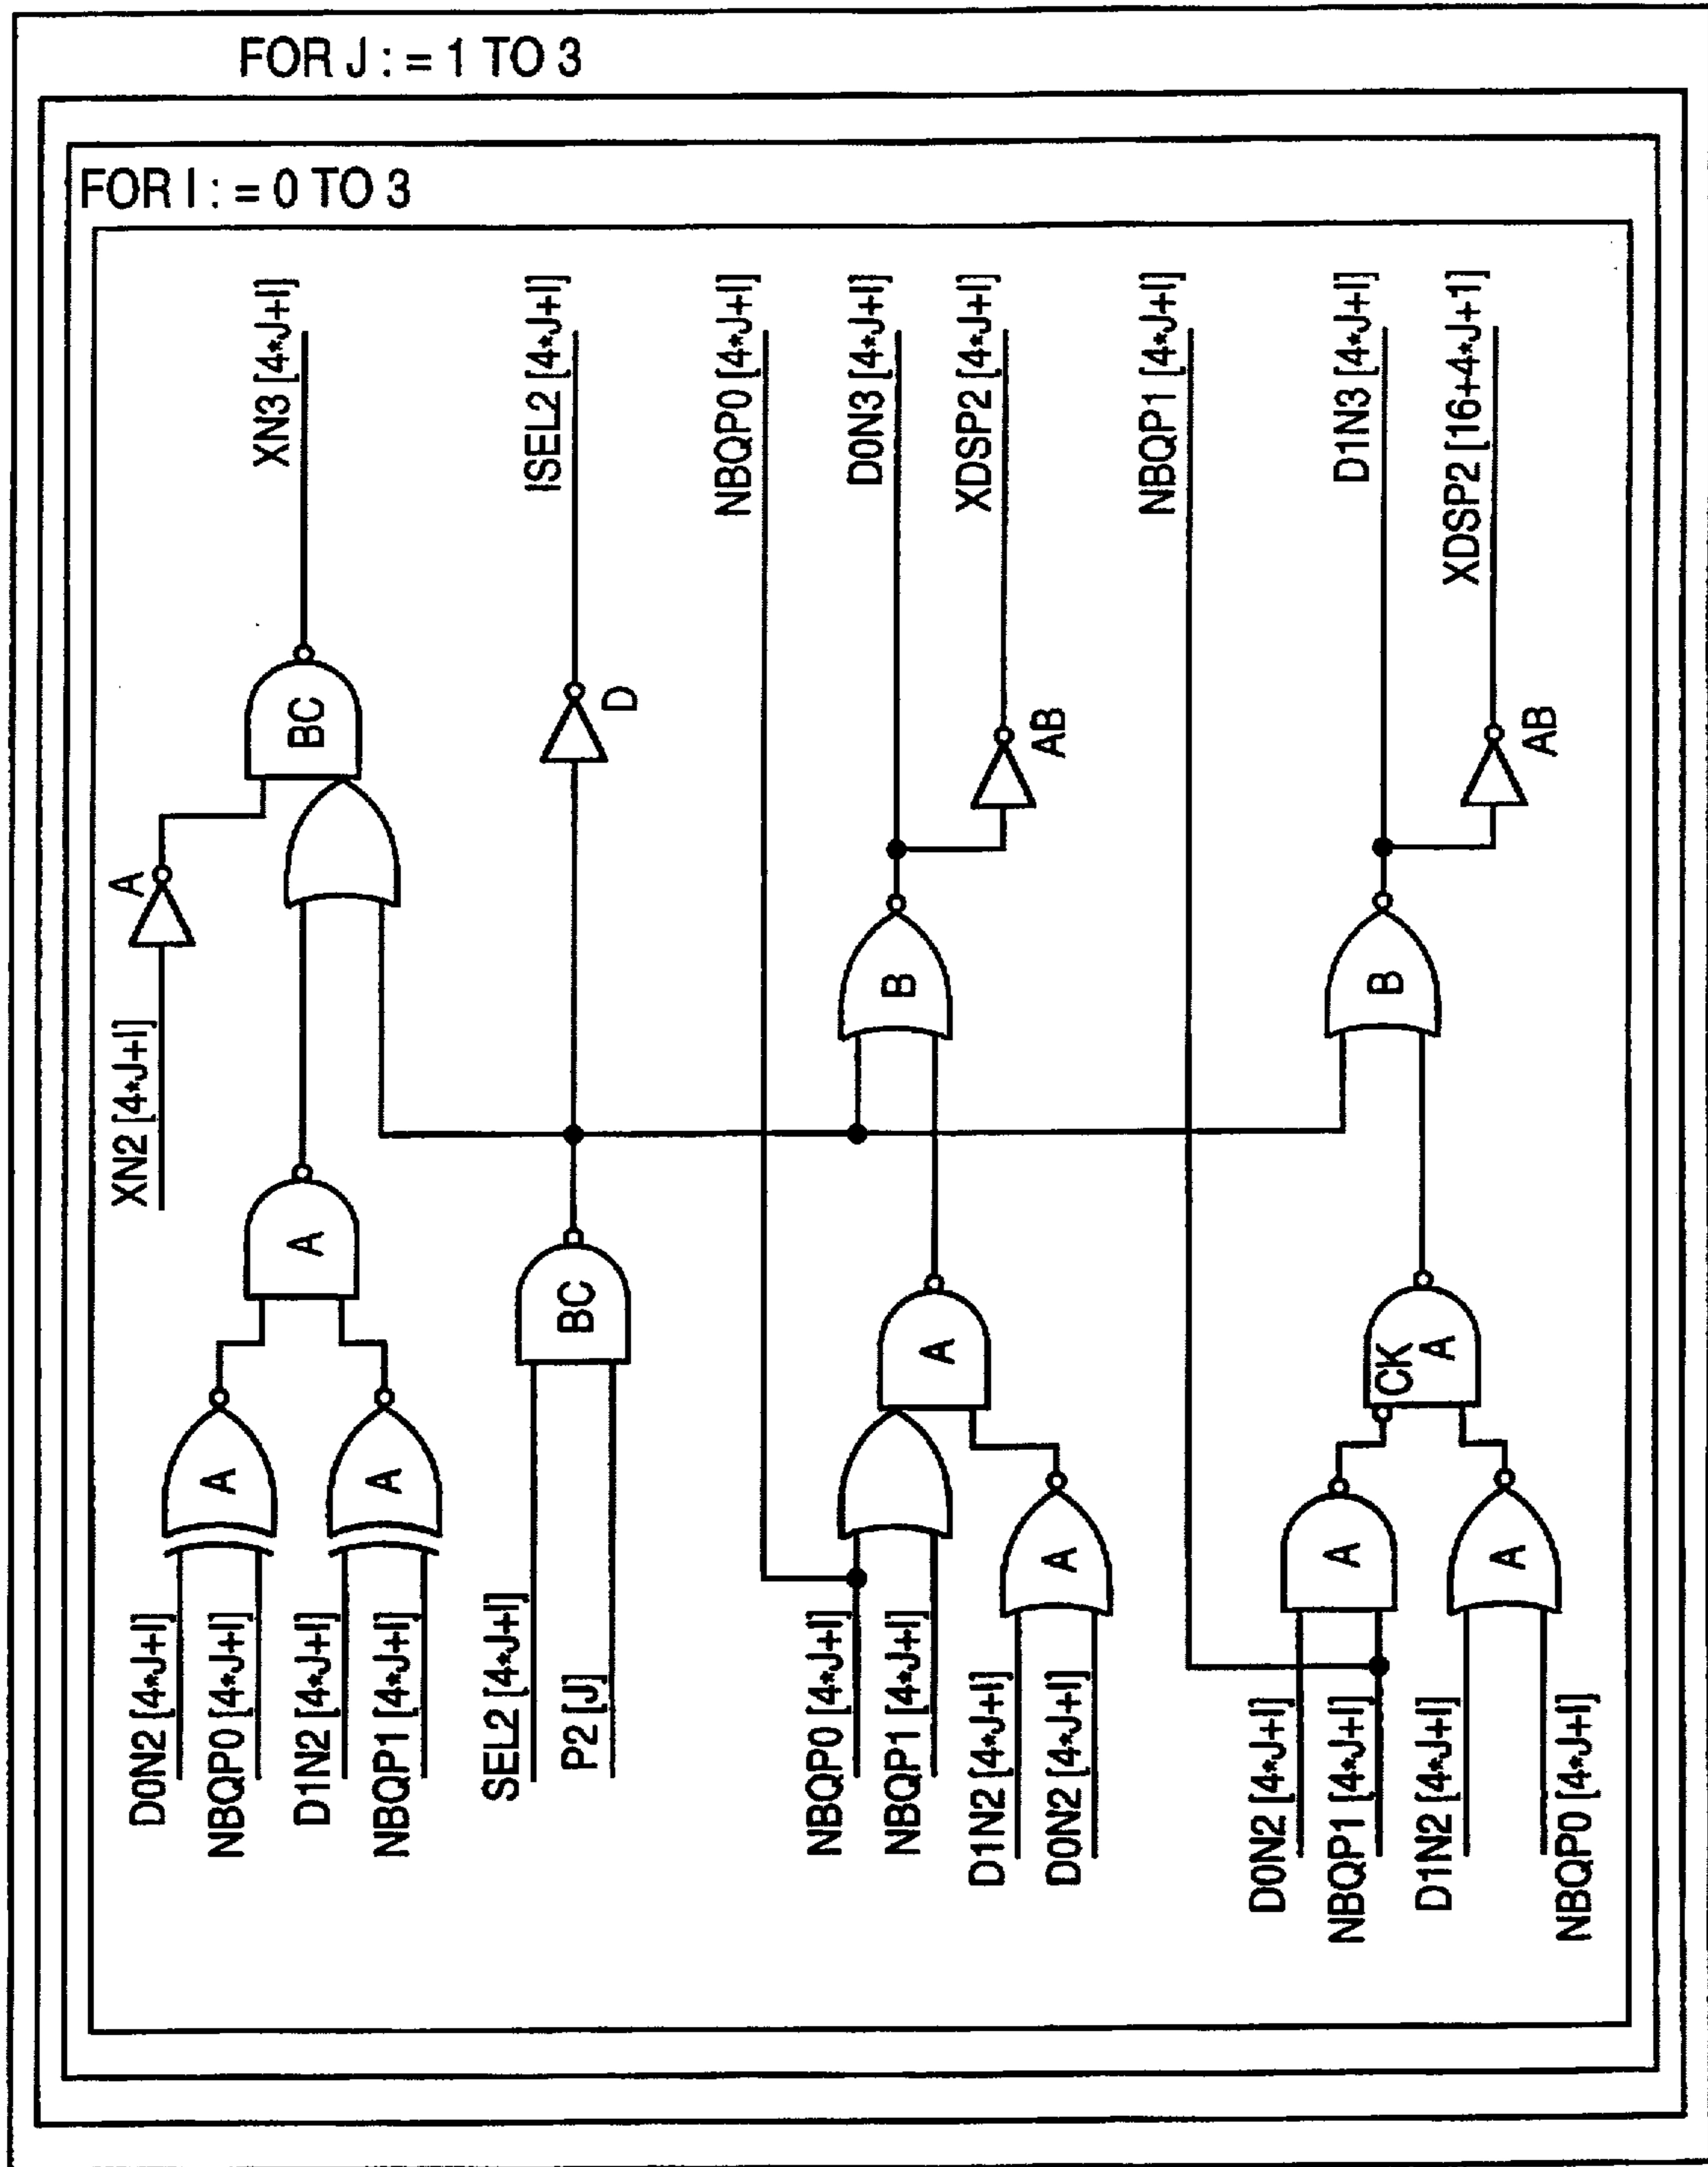 FOR J : = 1 TO 3
FOR I : = 0 TO 3
XN3 [4*J+I]
ISEL2 [4*J+I]
NBQP0 [4*J+I]
D0N3 [4*J+I]
XDSP2 [4*J+I]
NBQP1 [4*J+I]
D1N3 [4*J+I]
XDSP2 [16+4*J+1]
BC
D
AB
AB
A
B
B
XN2 [4*J+I]
A
BC
A
CK
A
A
A
A
A
A
D0N2 [4*J+I]
NBQP0 [4*J+I]
D1N2 [4*J+I]
NBQP1 [4*J+I]
SEL2 [4*J+I]
P2 [J]
NBQP0 [4*J+I]
NBQP1 [4*J+I]
D1N2 [4*J+I]
D0N2 [4*J+I]
D0N2 [4*J+I]
NBQP1 [4*J+I]
D1N2 [4*J+I]
NBQP0 [4*J+I]